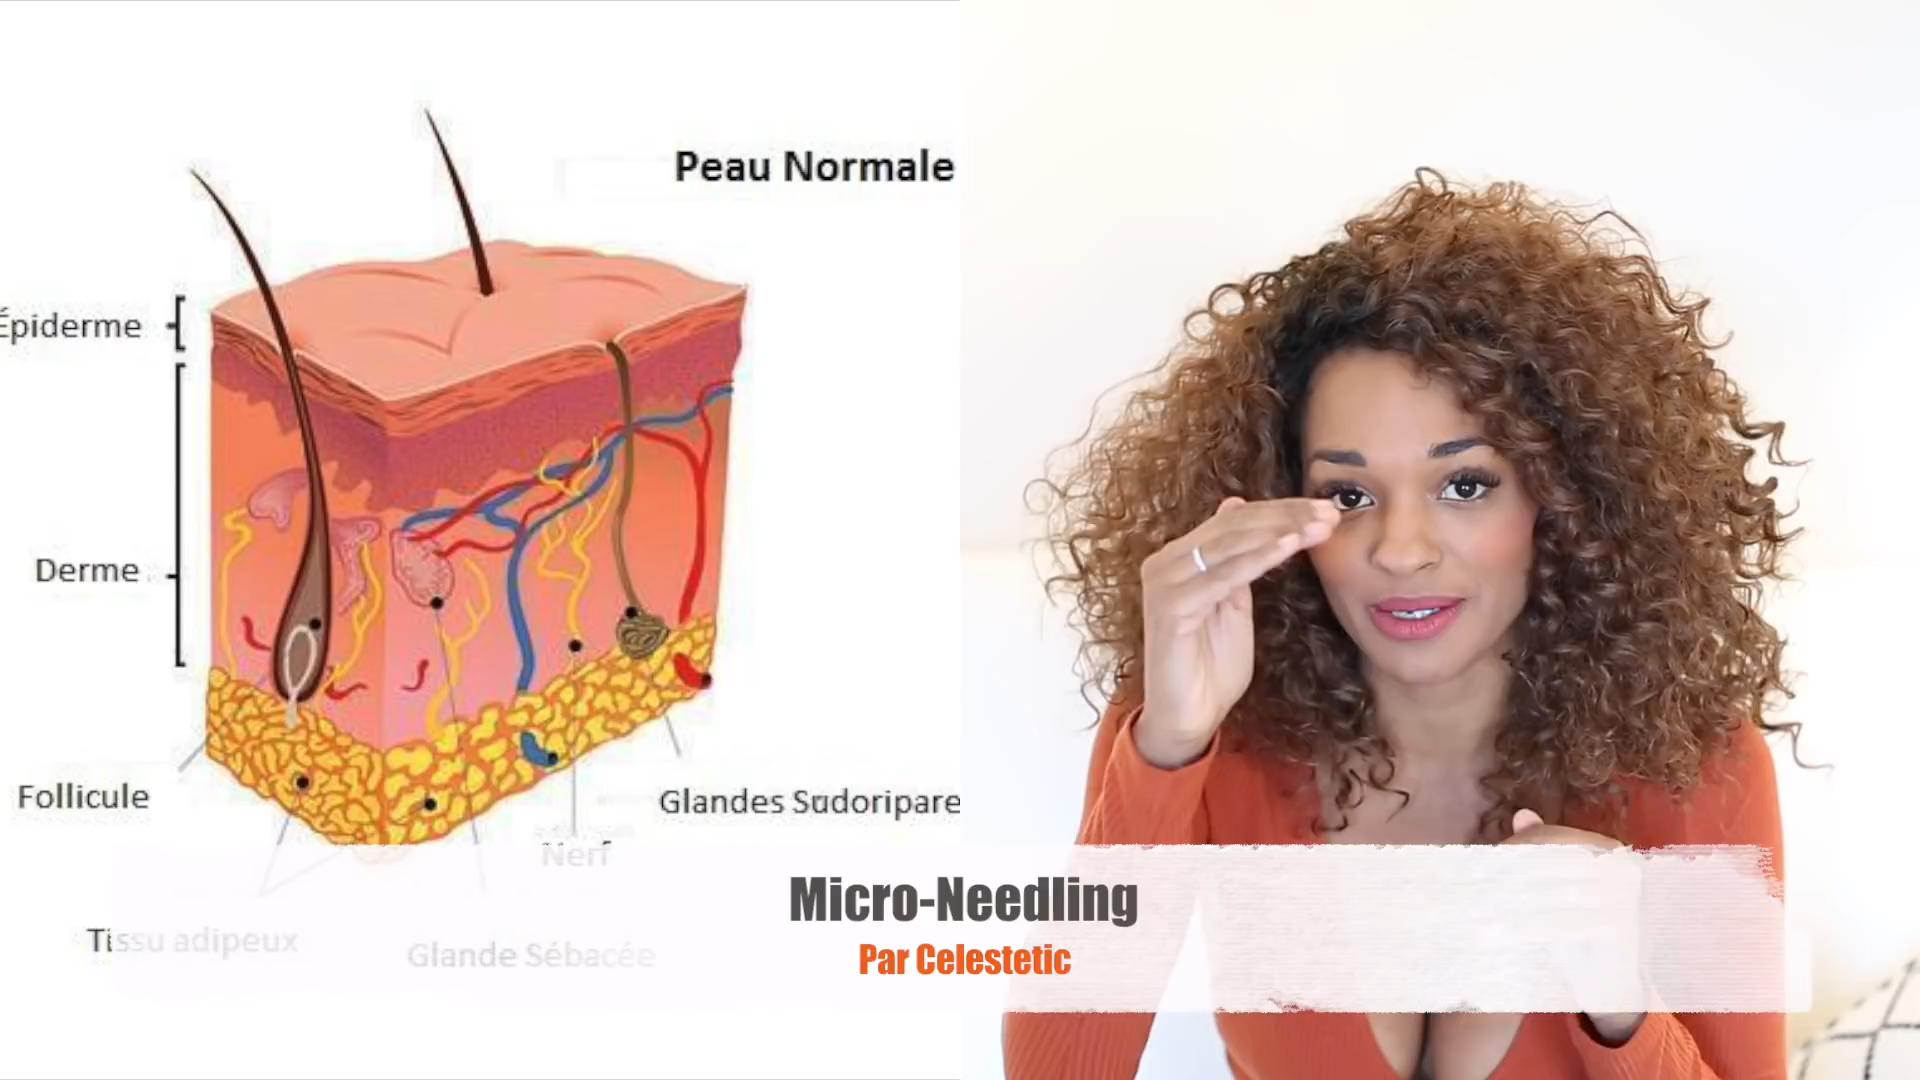 Peau Normale
Épiderme
Derme
Follicule
Glandes Sudoripare
Nerf
Tissu adipeux
Glande Sébacée
Micro-Needling
Par Celestetic